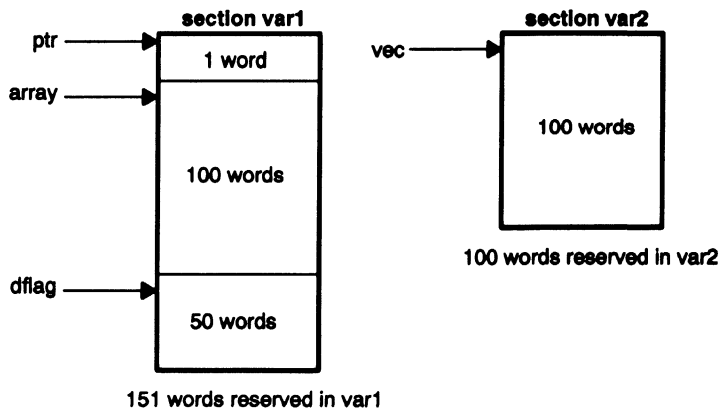 section var1
ptr
1 word
array
100 words
dflag
50 words
151 words reserved in var1
section var2
vec
100 words
100 words reserved in var2